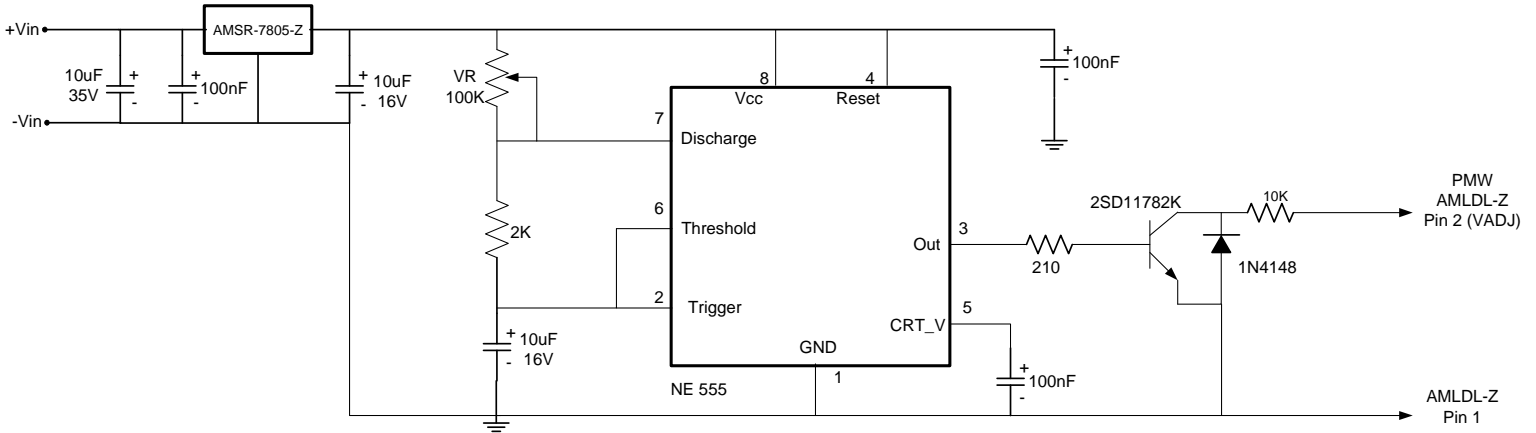 +Vin
AMSR-7805-Z
10uF
35V
+
-
+
100nF
-
+
10uF
-
16V
-Vin
VR
100K
8
Vcc
4
Reset
+
100nF
-
7
Discharge
2K
6
Threshold
2
Trigger
+
10uF
-
16V
Out
3
210
2SD11782K
10K
1N4148
PMW
AMLDL-Z
Pin 2 (VADJ)
CRT_V
5
GND
1
NE 555
+
100nF
-
AMLDL-Z
Pin 1